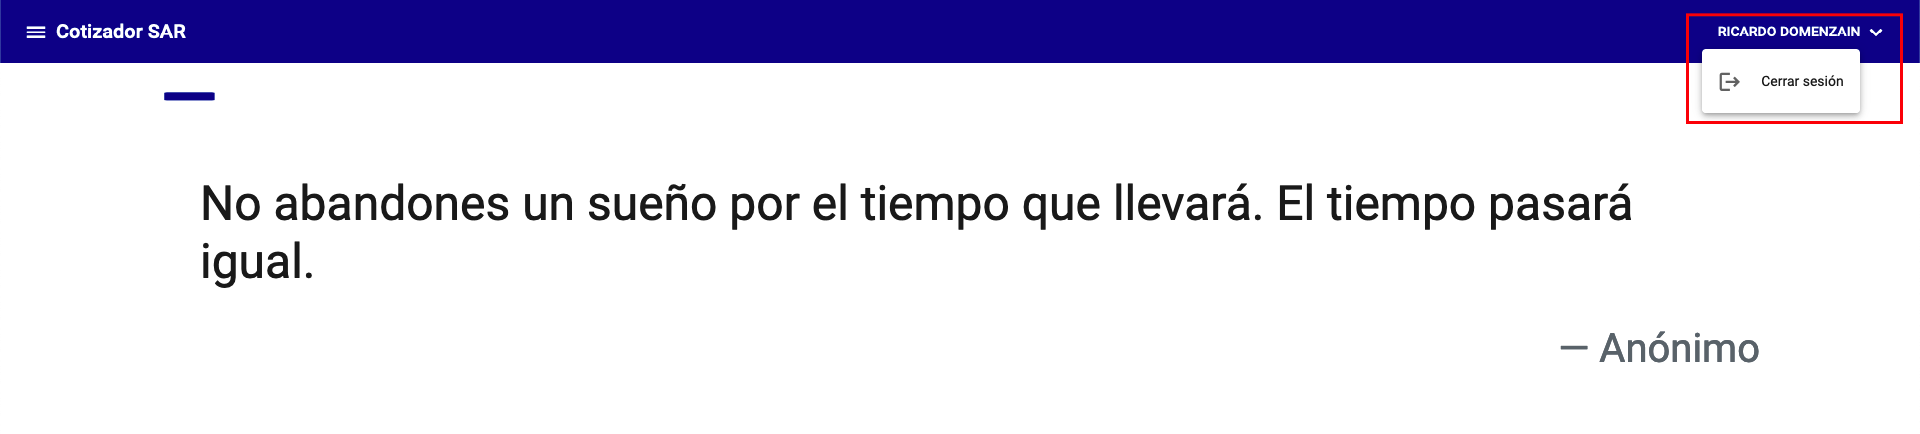 Cotizador SAR
RICARDO DOMENZAIN
Cerrar sesión
No abandones un sueño por el tiempo que llevará. El tiempo pasará
igual.
— Anónimo